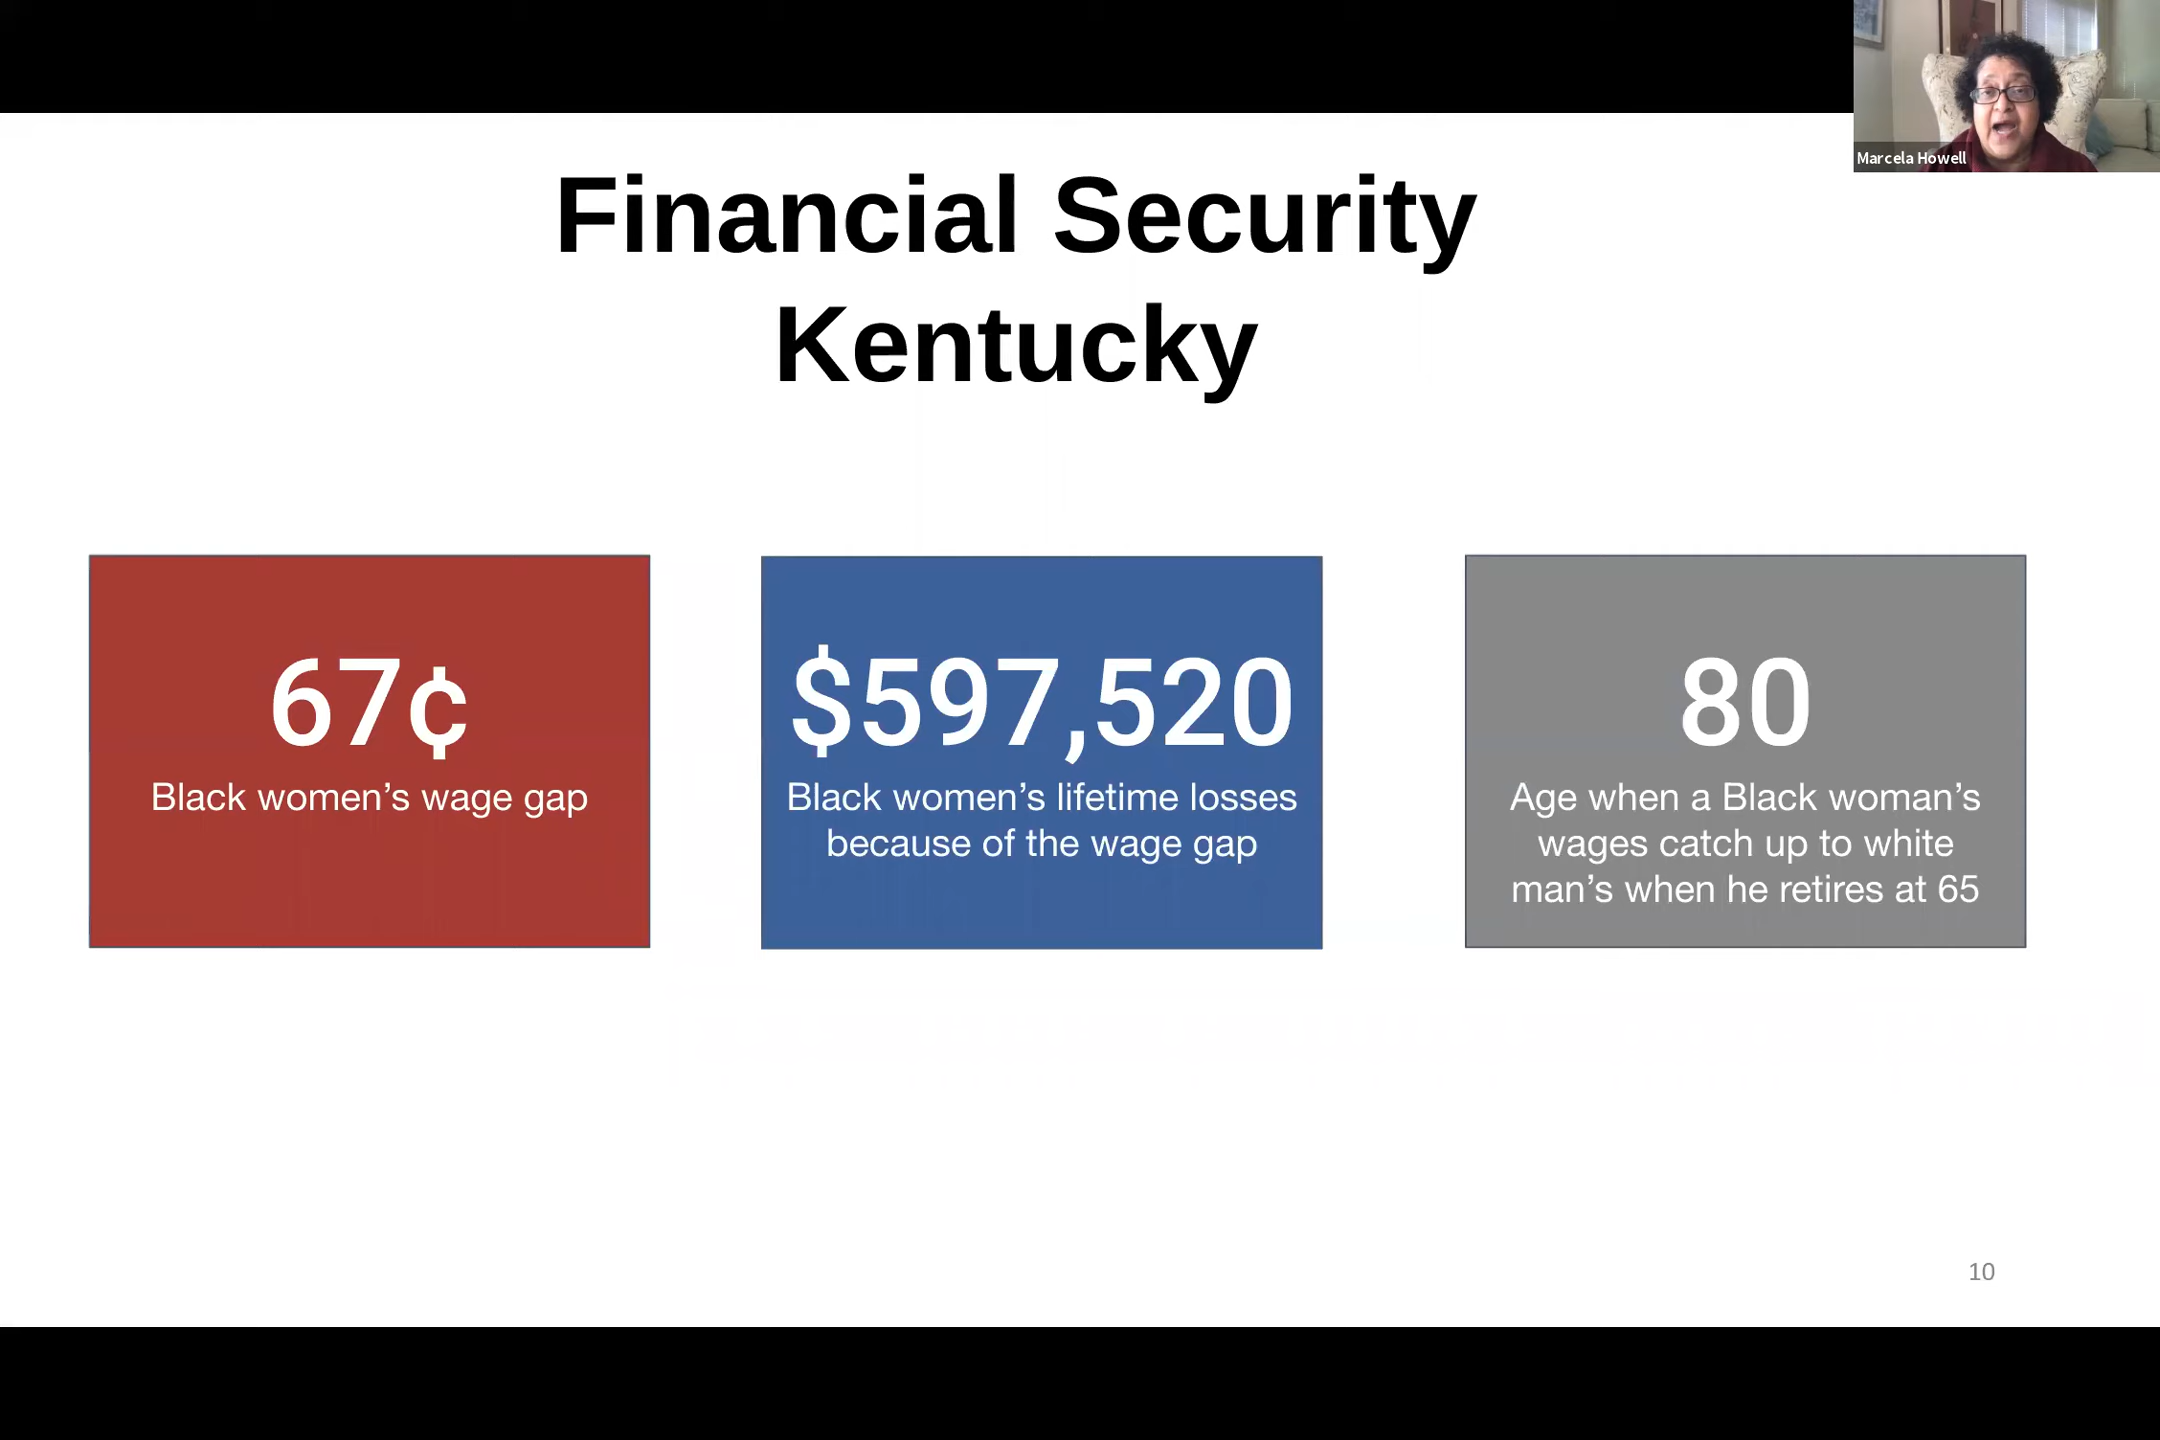 Marcela Howell
Financial Security
Kentucky
67¢
Black women’s wage gap
$597,520
Black women’s lifetime losses
because of the wage gap
80
Age when a Black woman’s
wages catch up to white
man’s when he retires at 65
10